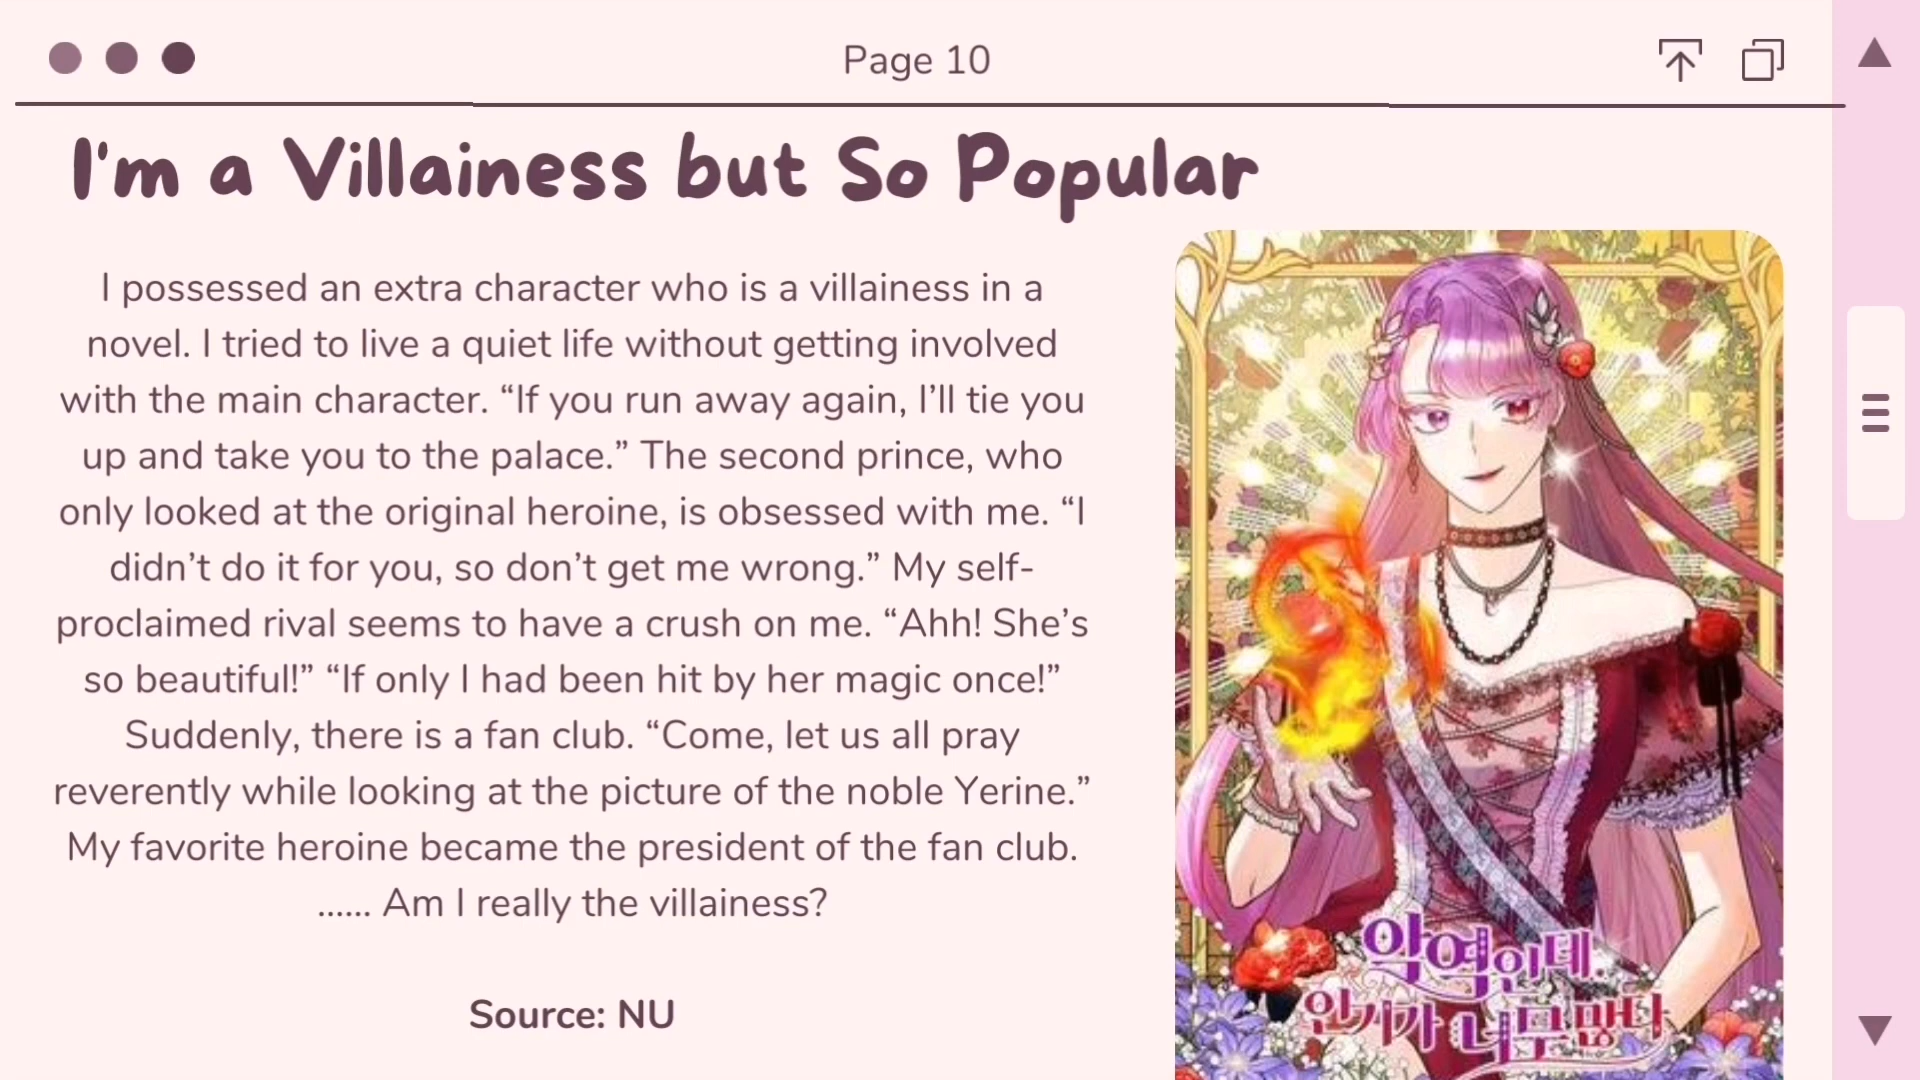 Page 10
I'm a Villainess but So Popular
I possessed an extra character who is a villainess in a
novel. I tried to live a quiet life without getting involved
with the main character. “If you run away again, I’ll tie you
up and take you to the palace.” The second prince, who
only looked at the original heroine, is obsessed with me. “I
didn’t do it for you, so don’t get me wrong.” My self-
proclaimed rival seems to have a crush on me. “Ahh! She’s
so beautiful!” “If only I had been hit by her magic once!”
Suddenly, there is a fan club. “Come, let us all pray
reverently while looking at the picture of the noble Yerine.”
My favorite heroine became the president of the fan club.
...... Am I really the villainess?
Source: NU
악역인데,
인기가 너무 많다